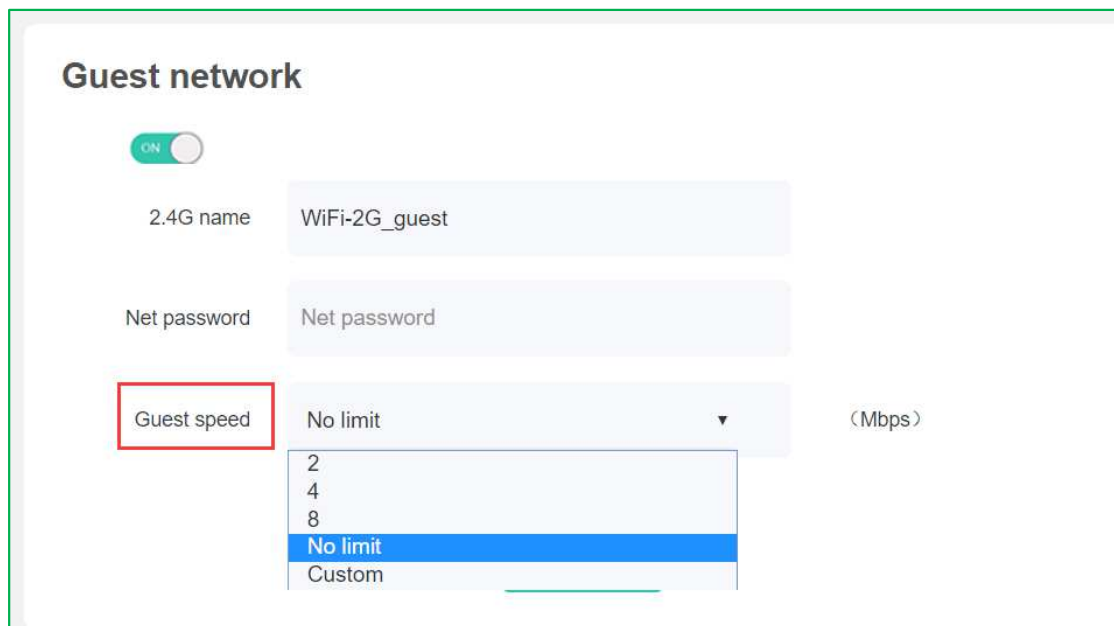 Guest network
ON
2.4G name WiFi-2G_guest
Net password Net password
Guest speed No limit ▼ （Mbps）
2
4
8
No limit
Custom